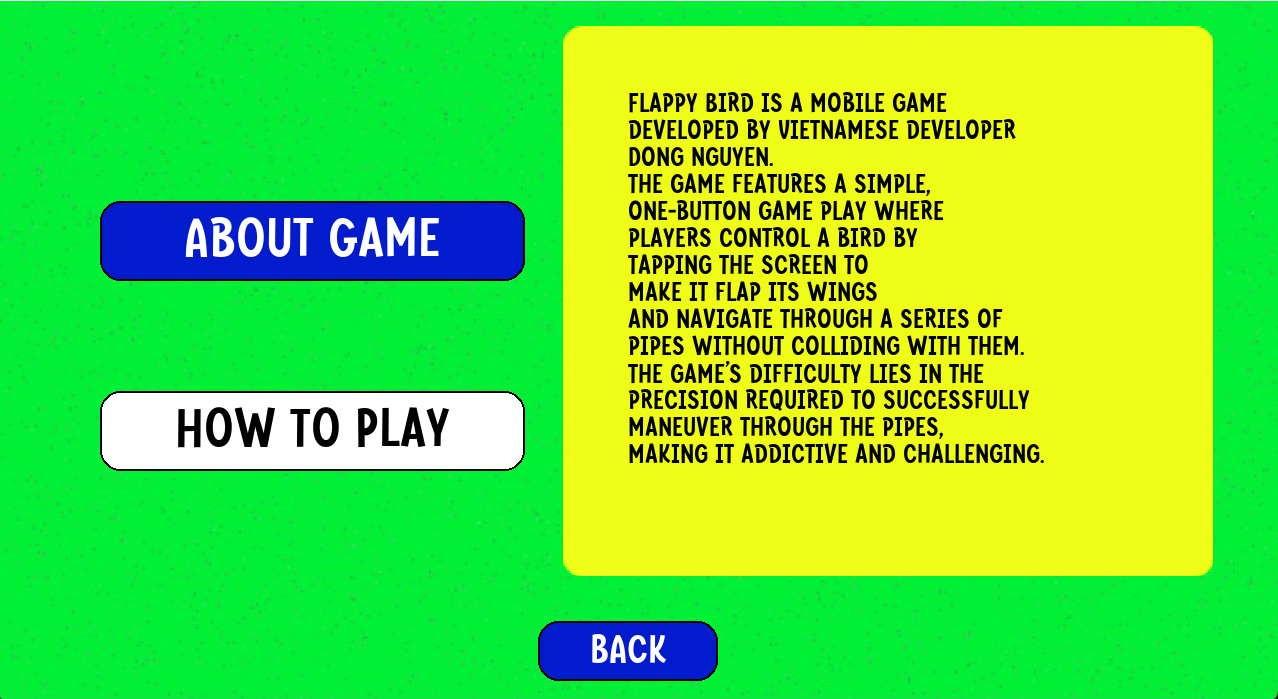 ABOUT GAME
HOW TO PLAY
FLAPPY BIRD IS A MOBILE GAME
DEVELOPED BY VIETNAMESE DEVELOPER
DONG NGUYEN.
THE GAME FEATURES A SIMPLE,
ONE-BUTTON GAME PLAY WHERE
PLAYERS CONTROL A BIRD BY
TAPPING THE SCREEN TO
MAKE IT FLAP ITS WINGS
AND NAVIGATE THROUGH A SERIES OF
PIPES WITHOUT COLLIDING WITH THEM.
THE GAME'S DIFFICULTY LIES IN THE
PRECISION REQUIRED TO SUCCESSFULLY
MANEUVER THROUGH THE PIPES,
MAKING IT ADDICTIVE AND CHALLENGING.
BACK